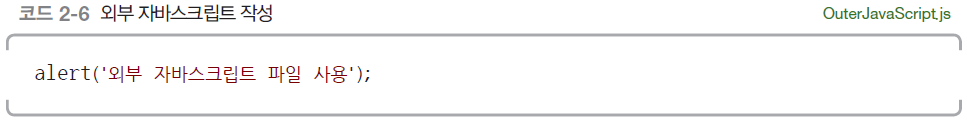 코드 2-6 외부 자바스크립트 작성 OuterJavaScript.js
alert('외부 자바스크립트 파일 사용');